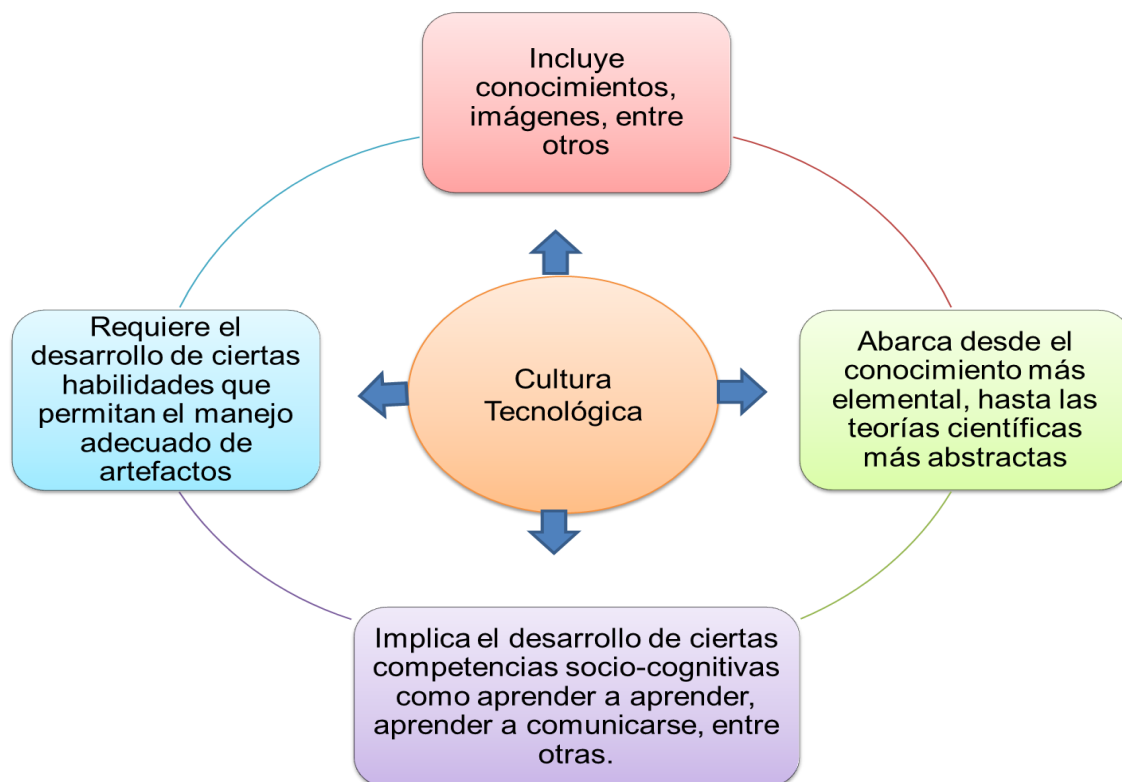 Incluye
conocimientos,
imágenes, entre
otros
Requiere el
desarrollo de ciertas
habilidades que
permitan el manejo
adecuado de
artefactos
Cultura
Tecnológica
Abarca desde el
conocimiento más
elemental, hasta las
teorías científicas
más abstractas
Implica el desarrollo de ciertas
competencias socio-cognitivas
como aprender a aprender,
aprender a comunicarse, entre
otras.